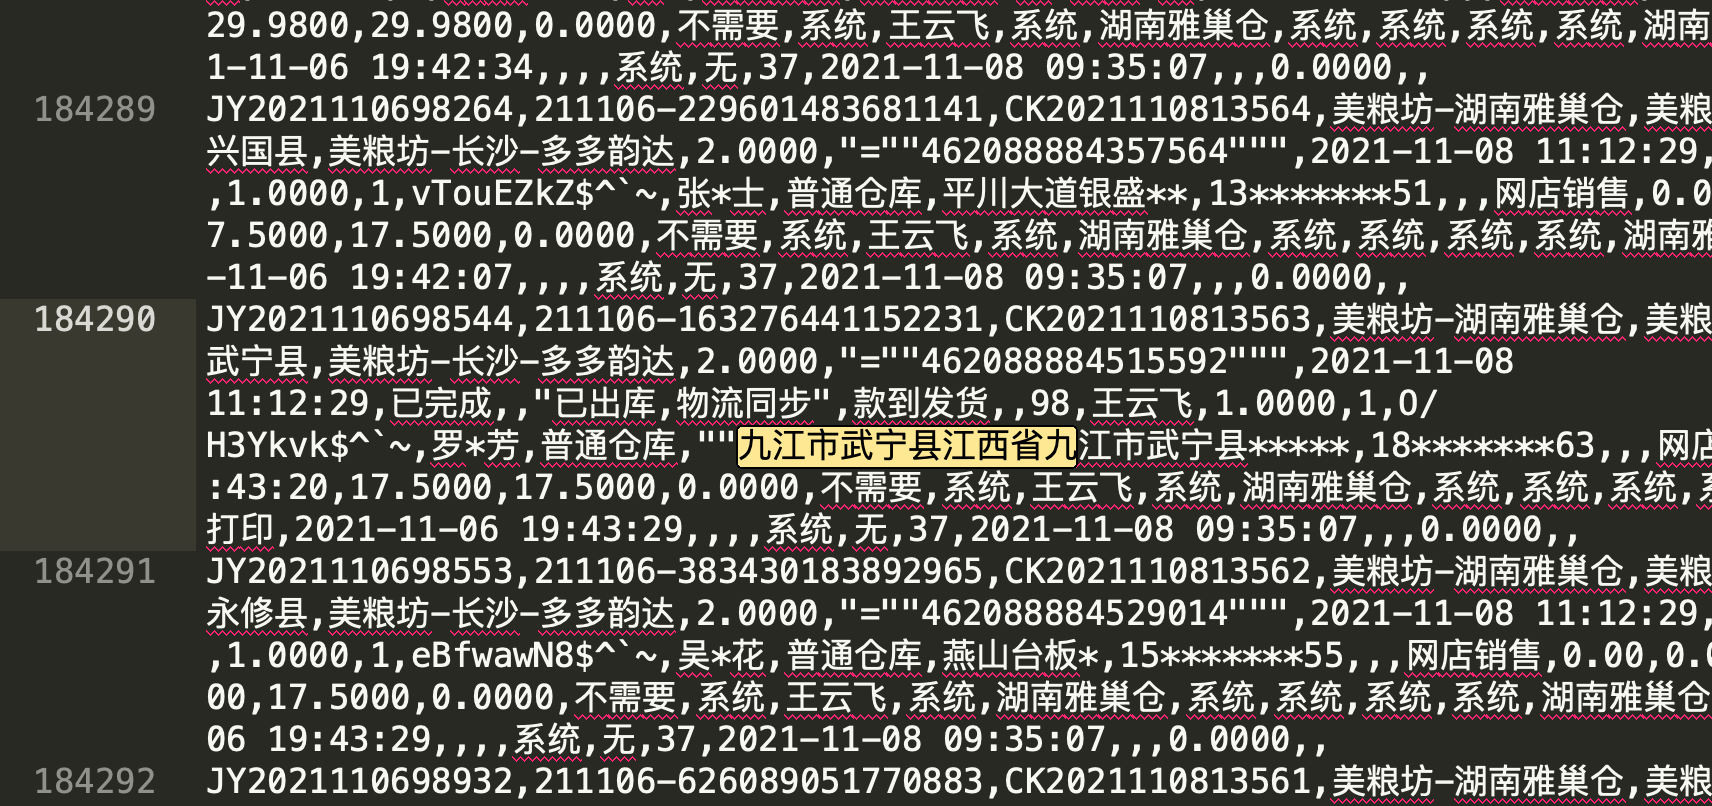 29.9800,29.9800,0.0000,不需要,系统,王云飞,系统,湖南雅巢仓,系统,系统,系统,系统,湖南
1-11-06 19:42:34,,,,系统,无,37,2021-11-08 09:35:07,,,0.0000,,
184289 JY2021110698264,211106-229601483681141,CK2021110813564,美粮坊-湖南雅巢仓,美粮
兴国县,美粮坊-长沙-多多韵达,2.0000,"=""462088884357564""",2021-11-08 11:12:29,
,1.0000,1,vTouEZkZ$^`~,张*士,普通仓库,平川大道银盛**,13*******51,,,网店销售,0.0
7.5000,17.5000,0.0000,不需要,系统,王云飞,系统,湖南雅巢仓,系统,系统,系统,系统,湖南雅
-11-06 19:42:07,,,,系统,无,37,2021-11-08 09:35:07,,,0.0000,,
184290 JY2021110698544,211106-163276441152231,CK2021110813563,美粮坊-湖南雅巢仓,美粮
武宁县,美粮坊-长沙-多多韵达,2.0000,"=""462088884515592""",2021-11-08
11:12:29,已完成,,"已出库,物流同步",款到发货,,98,王云飞,1.0000,1,O/
H3Ykvk$^`~,罗*芳,普通仓库,""九江市武宁县江西省九江市武宁县*****,18*******63,,,网店
:43:20,17.5000,17.5000,0.0000,不需要,系统,王云飞,系统,湖南雅巢仓,系统,系统,系统,
打印,2021-11-06 19:43:29,,,,系统,无,37,2021-11-08 09:35:07,,,0.0000,,
184291 JY2021110698553,211106-383430183892965,CK2021110813562,美粮坊-湖南雅巢仓,美粮
永修县,美粮坊-长沙-多多韵达,2.0000,"=""462088884529014""",2021-11-08 11:12:29,
,1.0000,1,eBfwawN8$^`~,吴*花,普通仓库,燕山台板*,15*******55,,,网店销售,0.00,0.0
00,17.5000,0.0000,不需要,系统,王云飞,系统,湖南雅巢仓,系统,系统,系统,系统,湖南雅巢仓
06 19:43:29,,,,系统,无,37,2021-11-08 09:35:07,,,0.0000,,
184292 JY2021110698932,211106-626089051770883,CK2021110813561,美粮坊-湖南雅巢仓,美粮